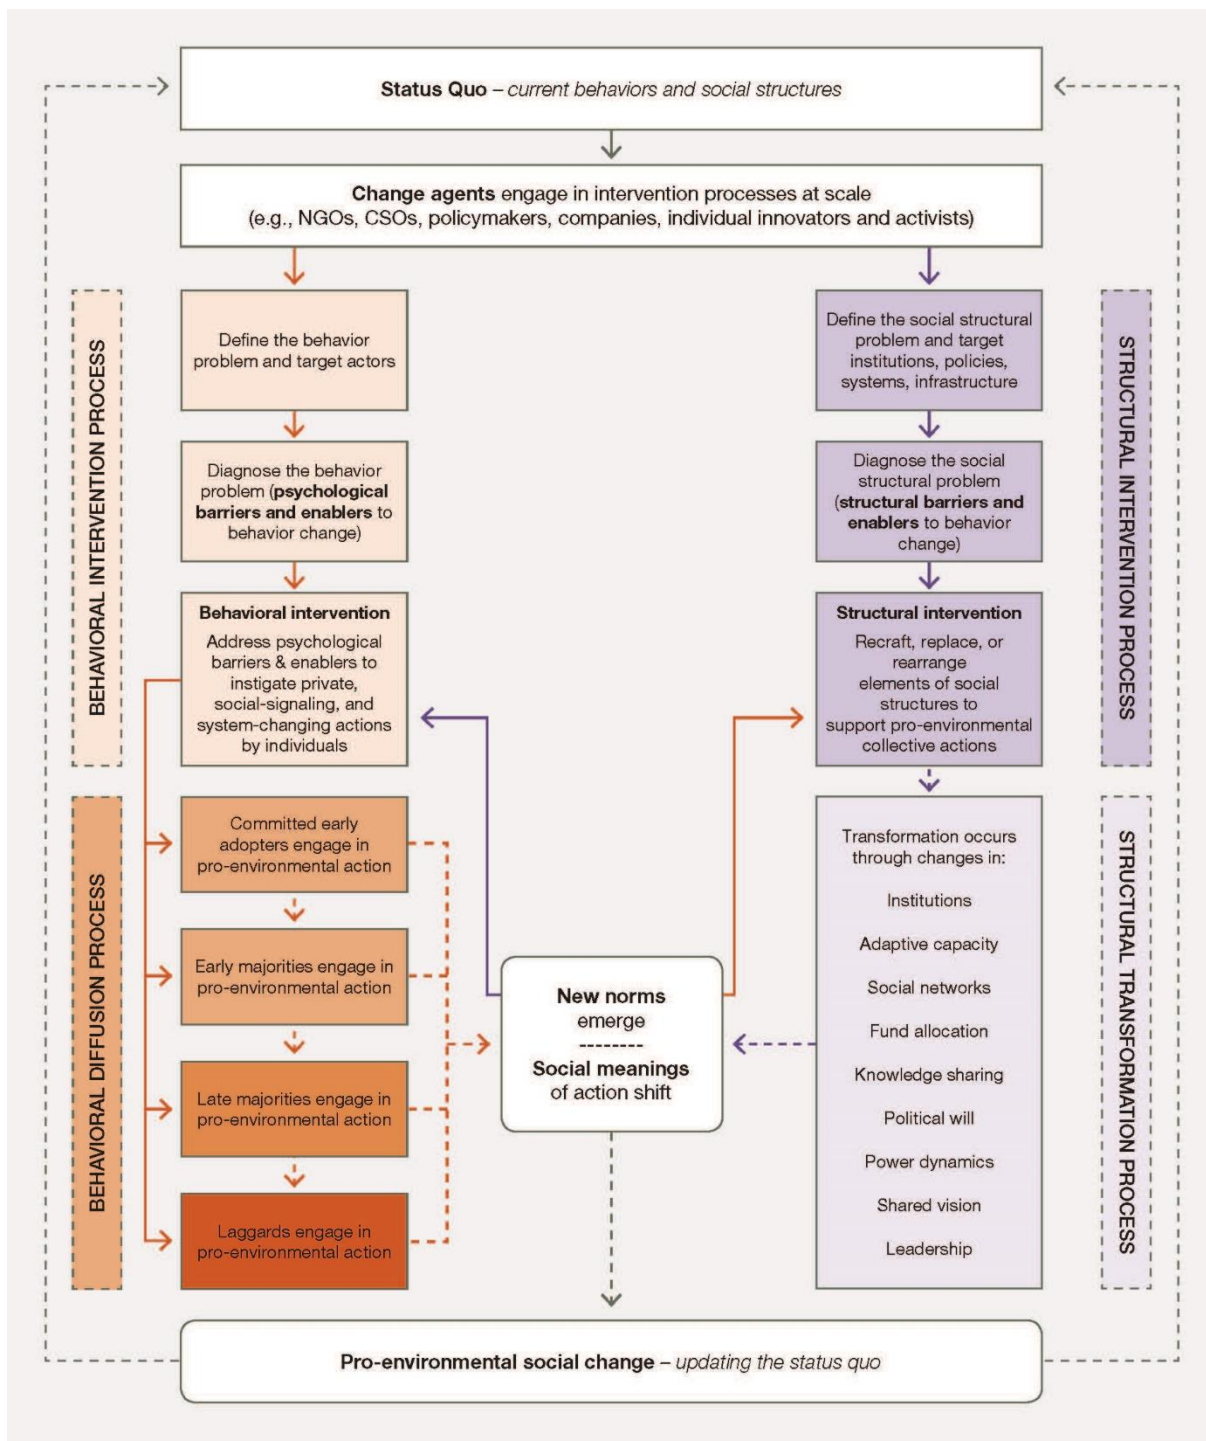 Status Quo – current behaviors and social structures
Change agents engage in intervention processes at scale
(e.g., NGOs, CSOs, policymakers, companies, individual innovators and activists)
BEHAVIORAL INTERVENTION PROCESS
Define the behavior
problem and target actors
Diagnose the behavior
problem (psychological
barriers and enablers to
behavior change)
Behavioral intervention
Address psychological
barriers & enablers to
instigate private,
social-signaling, and
system-changing actions
by individuals
Define the social structural
problem and target
institutions, policies,
systems, infrastructure
Diagnose the social
structural problem
(structural barriers and
enablers to behavior
change)
Structural intervention
Recraft, replace, or
rearrange
elements of social
structures to
support pro-environmental
collective actions
STRUCTURAL INTERVENTION PROCESS
BEHAVIORAL DIFFUSION PROCESS
Committed early
adopters engage in
pro-environmental action
Early majorities engage in
pro-environmental action
Late majorities engage in
pro-environmental action
Laggards engage in
pro-environmental action
New norms
emerge
--------
Social meanings
of action shift
Transformation occurs
through changes in:
Institutions
Adaptive capacity
Social networks
Fund allocation
Knowledge sharing
Political will
Power dynamics
Shared vision
Leadership
STRUCTURAL TRANSFORMATION PROCESS
Pro-environmental social change – updating the status quo